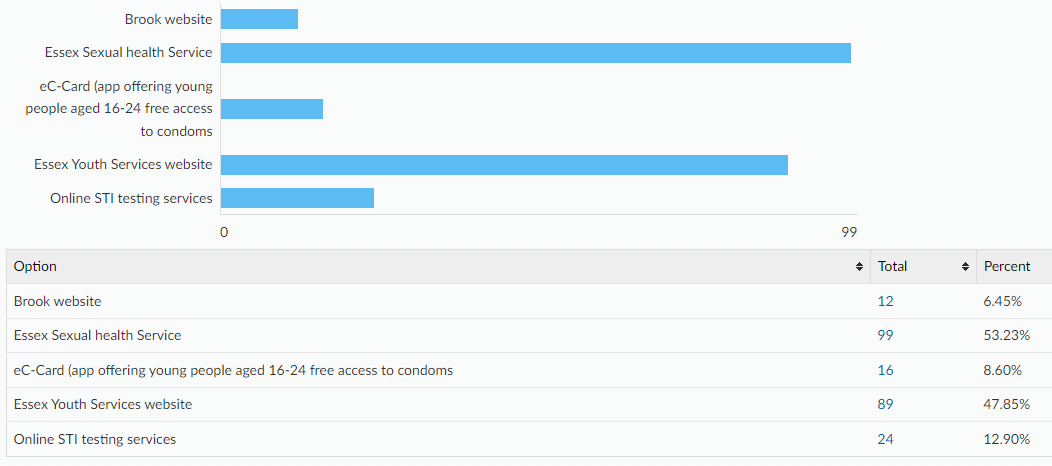 Brook website
Essex Sexual health Service
eC-Card (app offering young
people aged 16-24 free access
to condoms
Essex Youth Services website
Online STI testing services
0 99
Option Total Percent
Brook website 12 6.45%
Essex Sexual health Service 99 53.23%
eC-Card (app offering young people aged 16-24 free access to condoms 16 8.60%
Essex Youth Services website 89 47.85%
Online STI testing services 24 12.90%